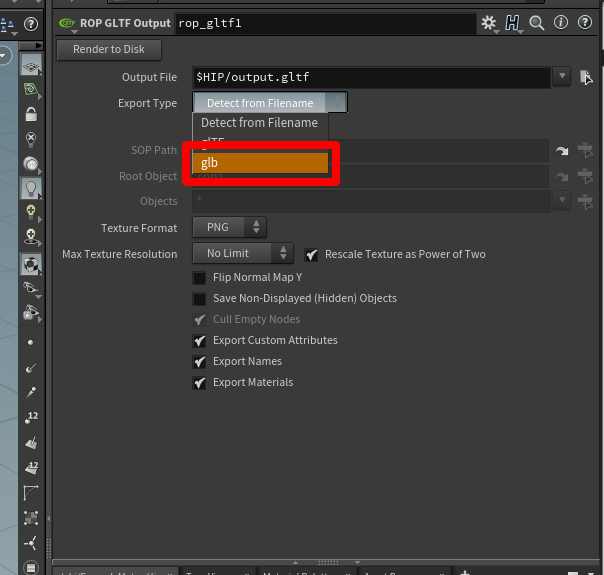 ROP GLTF Output rop_gltf1
Render to Disk
Output File $HIP/output.gltf
Export Type Detect from Filename
Detect from Filename
glTF
SOP Path
glb
Root Object /obj
Objects *
Texture Format PNG
Max Texture Resolution No Limit Rescale Texture as Power of Two
Flip Normal Map Y
Save Non-Displayed (Hidden) Objects
Cull Empty Nodes
Export Custom Attributes
Export Names
Export Materials
12
12